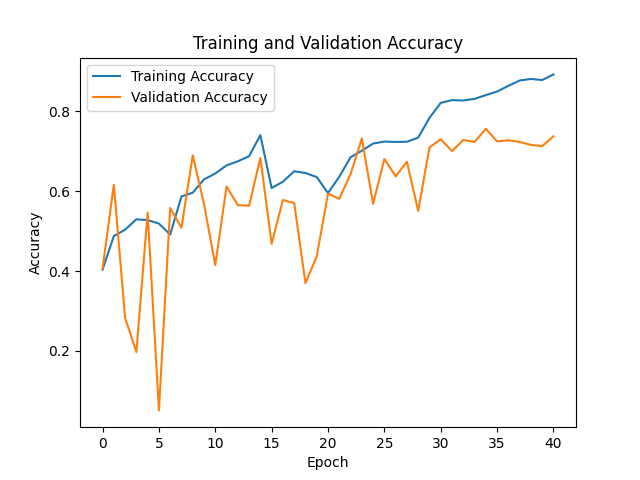 Training and Validation Accuracy
Training Accuracy
Validation Accuracy
0.8
0.6
0.4
0.2
Accuracy
0 5 10 15 20 25 30 35 40
Epoch